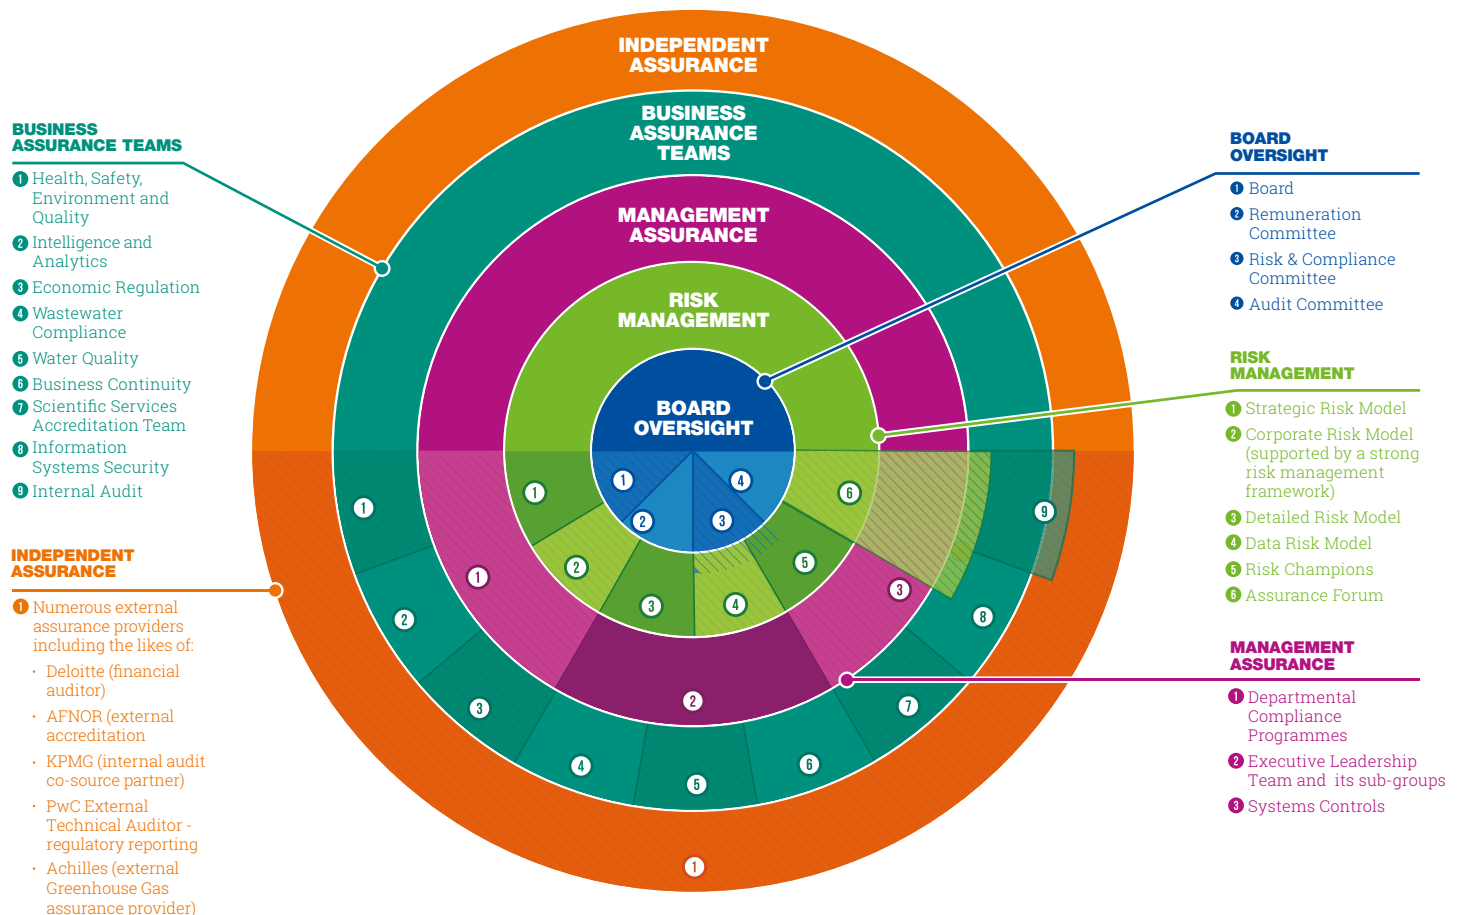 INDEPENDENT
ASSURANCE
BUSINESS
ASSURANCE
TEAMS
MANAGEMENT
ASSURANCE
RISK
MANAGEMENT
BOARD
OVERSIGHT
1
2
3
4
1
2
3
4
5
6
1
2
3
1
2
3
4
5
6
7
8
9
1
BUSINESS
ASSURANCE TEAMS
1 Health, Safety,
Environment and
Quality
2 Intelligence and
Analytics
3 Economic Regulation
4 Wastewater
Compliance
5 Water Quality
6 Business Continuity
7 Scientific Services
Accreditation Team
8 Information
Systems Security
9 Internal Audit
INDEPENDENT
ASSURANCE
1 Numerous external
assurance providers
including the likes of:
· Deloitte (financial
auditor)
· AFNOR (external
accreditation
· KPMG (internal audit
co-source partner)
· PwC External
Technical Auditor -
regulatory reporting
· Achilles (external
Greenhouse Gas
assurance provider)
BOARD
OVERSIGHT
1 Board
2 Remuneration
Committee
3 Risk & Compliance
Committee
4 Audit Committee
RISK
MANAGEMENT
1 Strategic Risk Model
2 Corporate Risk Model
(supported by a strong
risk management
framework)
3 Detailed Risk Model
4 Data Risk Model
5 Risk Champions
6 Assurance Forum
MANAGEMENT
ASSURANCE
1 Departmental
Compliance
Programmes
2 Executive Leadership
Team and its sub-groups
3 Systems Controls